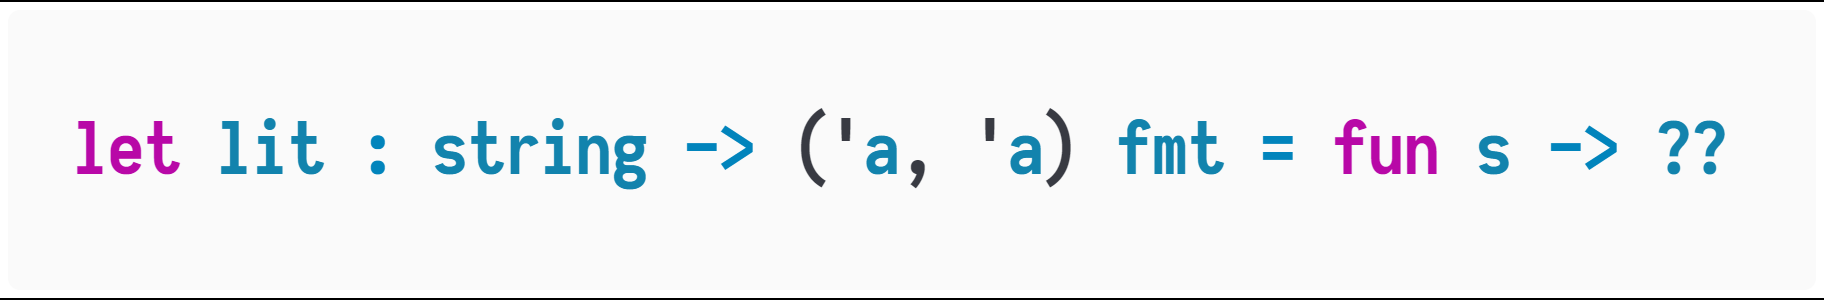 let lit : string -> ('a, 'a) fmt = fun s -> ??